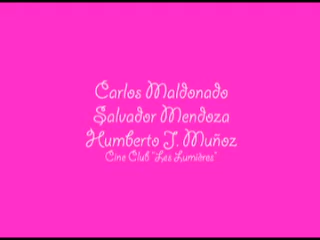 Carlos Maldonado
Salvador Mendoza
Humberto J. Muñoz
Cine Club "Les Lumières"